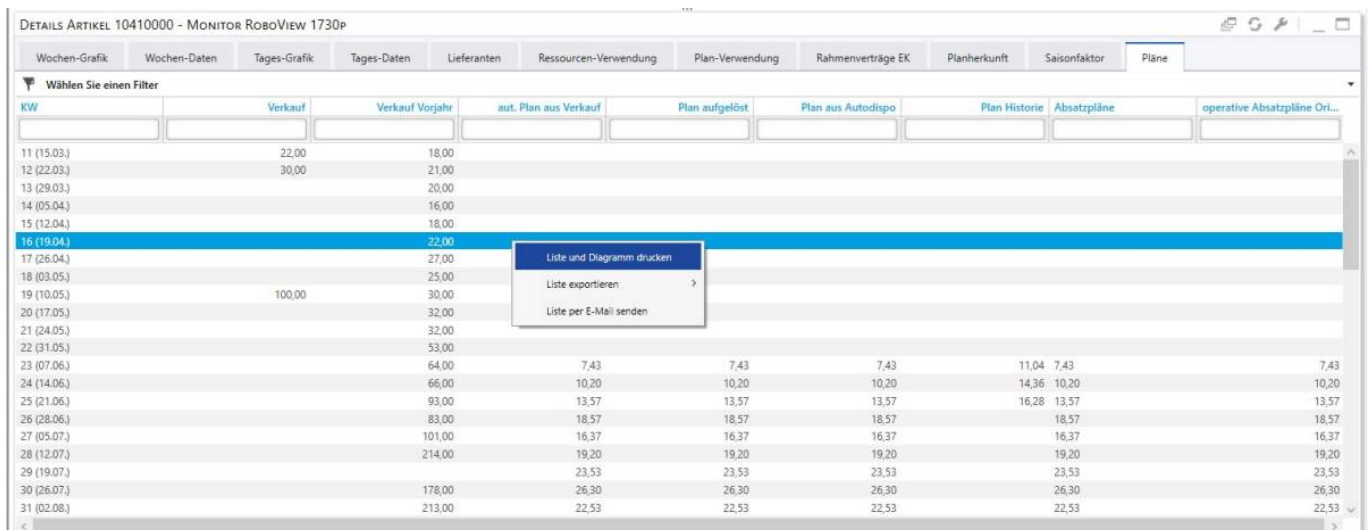 DETAILS ARTIKEL 10410000 - MONITOR ROBOVIEW 1730P
Wochen-Grafik Wochen-Daten Tages-Grafik Tages-Daten Lieferanten Ressourcen-Verwendung Plan-Verwendung Rahmenverträge EK Planherkunft Saisonfaktor Pläne
Wählen Sie einen Filter
KW Verkauf Verkauf Vorjahr aut. Plan aus Verkauf Plan aufgelöst Plan aus Autodispo Plan Historie Absatzpläne operative Absatzpläne Ori...
11 (15.03.) 22,00 18,00
12 (22.03.) 30,00 21,00
13 (29.03.) 20,00
14 (05.04.) 16,00
15 (12.04.) 18,00
16 (19.04.) 22,00
17 (26.04.) 27,00 Liste und Diagramm drucken
18 (03.05.) 25,00 Liste exportieren
19 (10.05.) 100,00 30,00
20 (17.05.) 32,00 Liste per E-Mail senden
21 (24.05.) 32,00
22 (31.05.) 53,00
23 (07.06.) 64,00 7,43 7,43 7,43 11,04 7,43 7,43
24 (14.06.) 66,00 10,20 10,20 10,20 14,36 10,20 10,20
25 (21.06.) 93,00 13,57 13,57 13,57 16,28 13,57 13,57
26 (28.06.) 83,00 18,57 18,57 18,57 18,57 18,57
27 (05.07.) 101,00 16,37 16,37 16,37 16,37 16,37
28 (12.07.) 214,00 19,20 19,20 19,20 19,20 19,20
29 (19.07.) 23,53 23,53 23,53 23,53 23,53
30 (26.07.) 178,00 26,30 26,30 26,30 26,30 26,30
31 (02.08.) 213,00 22,53 22,53 22,53 22,53 22,53